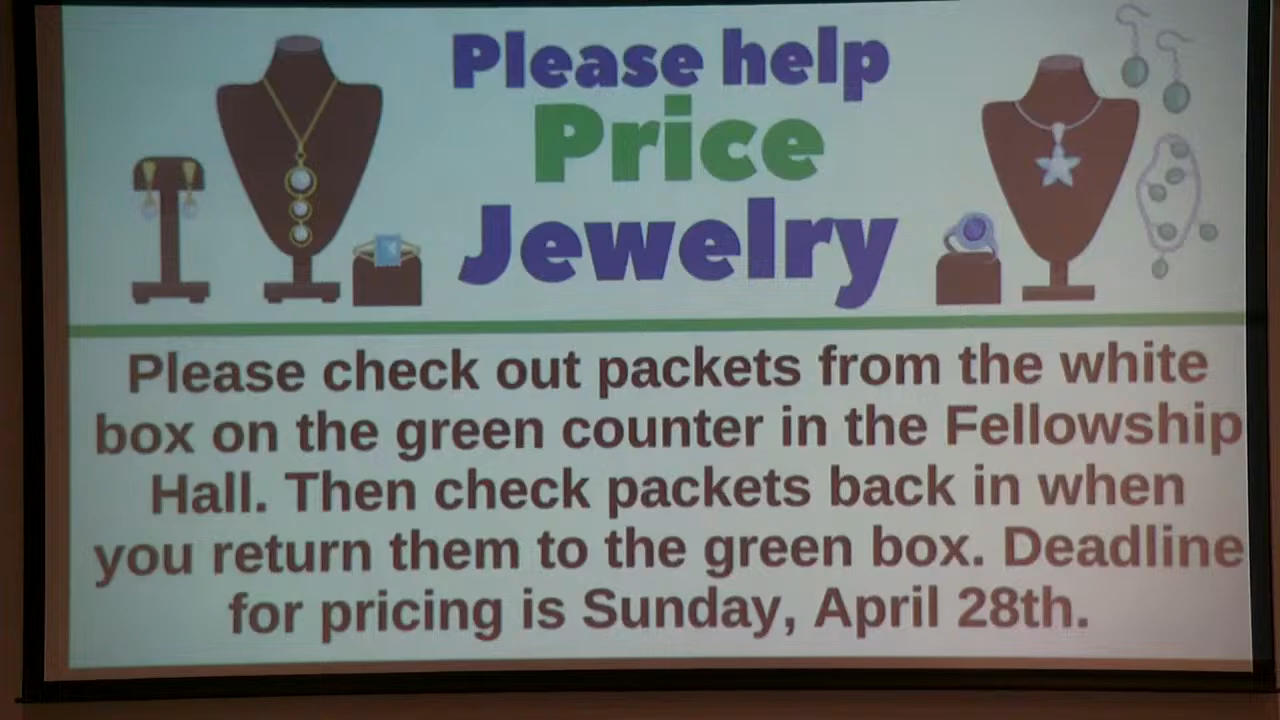 Please help
Price
Jewelry
Please check out packets from the white
box on the green counter in the Fellowship
Hall. Then check packets back in when
you return them to the green box. Deadline
for pricing is Sunday, April 28th.